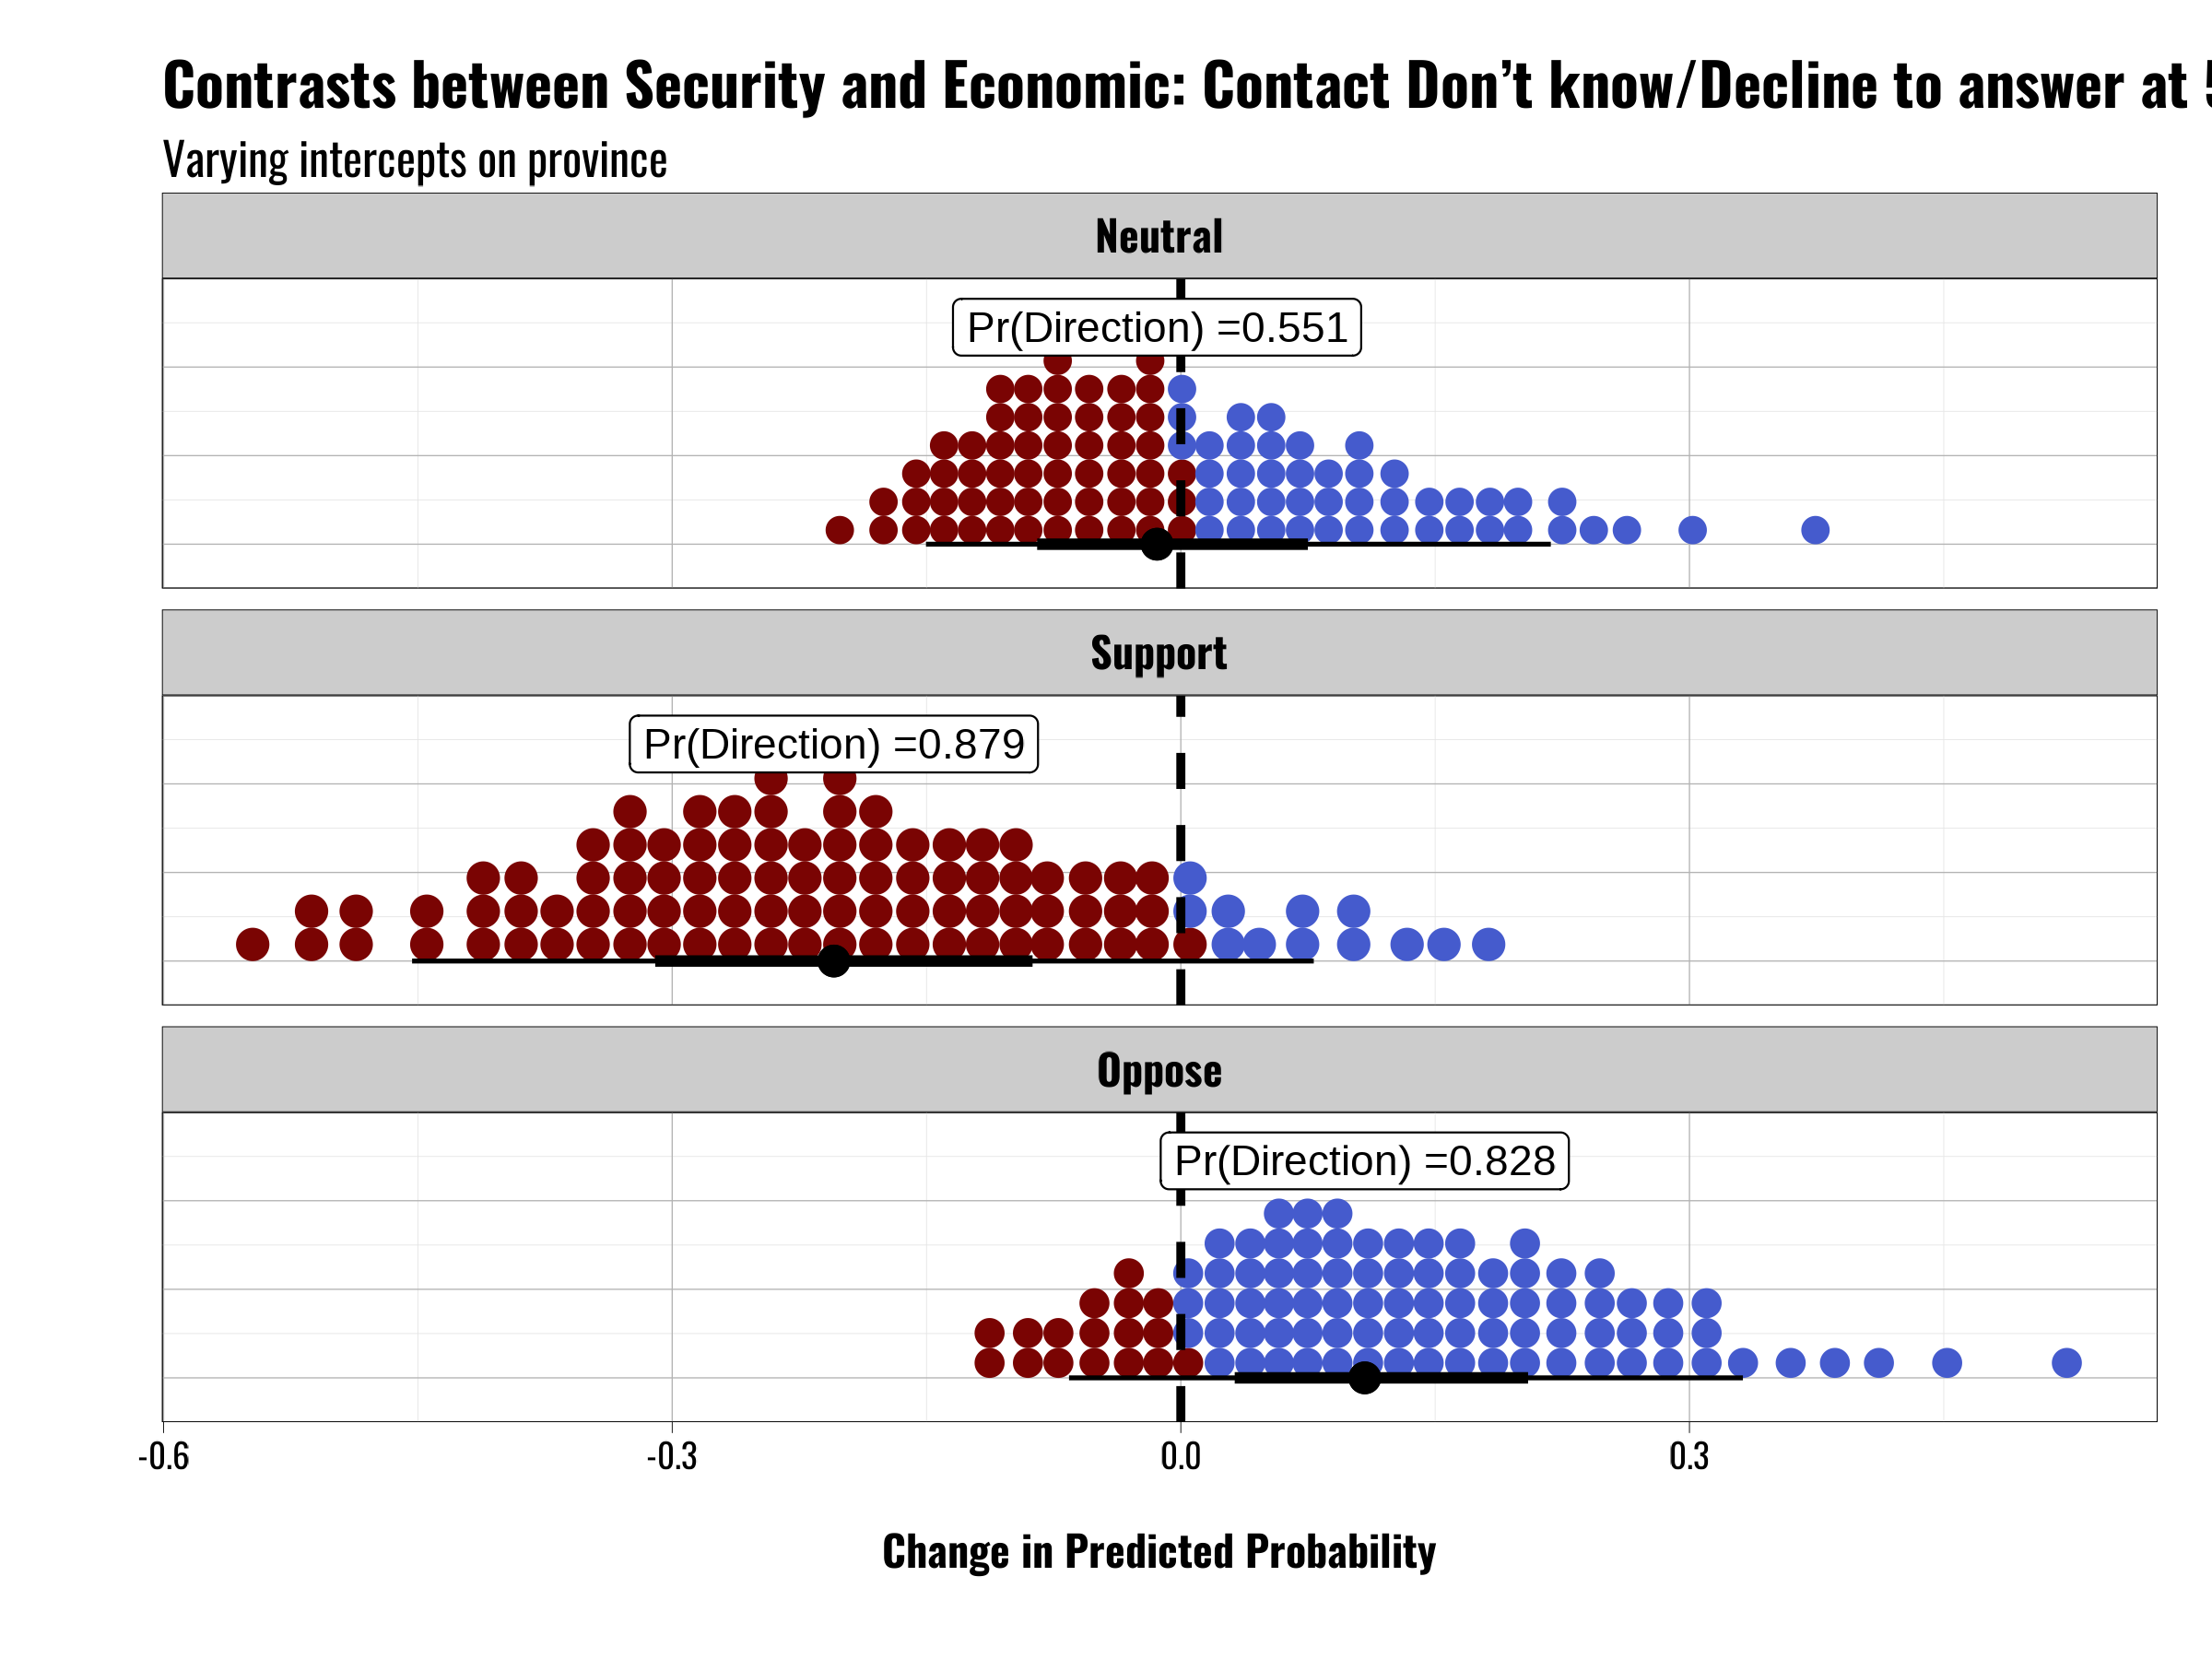 Contrasts between Security and Economic: Contact Don’t know/Decline to answer at
Varying intercepts on province
Neutral
Pr(Direction) =0.551
Support
Pr(Direction) =0.879
Oppose
Pr(Direction) =0.828
-0.6 -0.3 0.0 0.3
Change in Predicted Probability